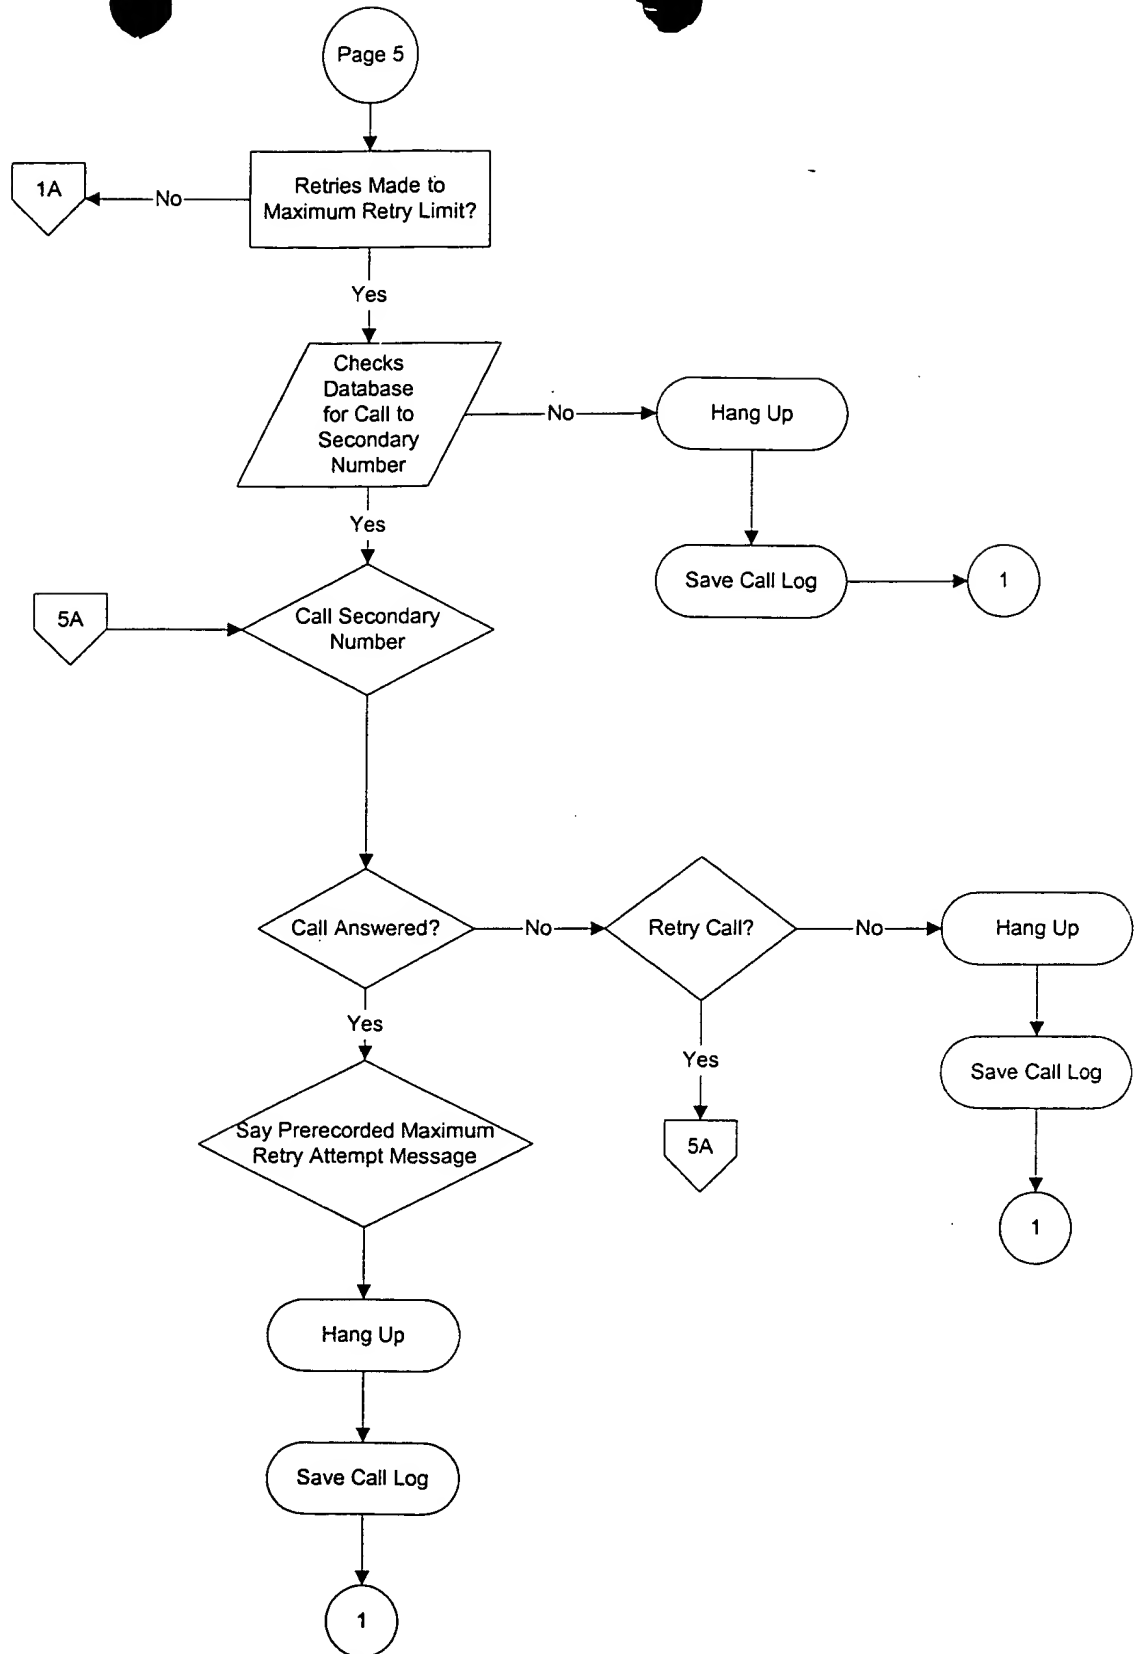 Page 5
1A
No
Retries Made to
Maximum Retry Limit?
Yes
Checks
Database
for Call to
Secondary
Number
No
Hang Up
Yes
Save Call Log
1
5A
Call Secondary
Number
Call Answered?
No
Retry Call?
No
Hang Up
Yes
Yes
Save Call Log
Say Prerecorded Maximum
Retry Attempt Message
5A
1
Hang Up
Save Call Log
1